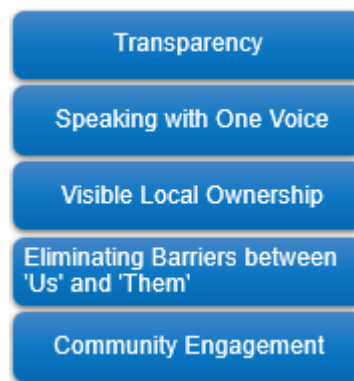 Transparency
Speaking with One Voice
Visible Local Ownership
Eliminating Barriers between
'Us' and 'Them'
Community Engagement